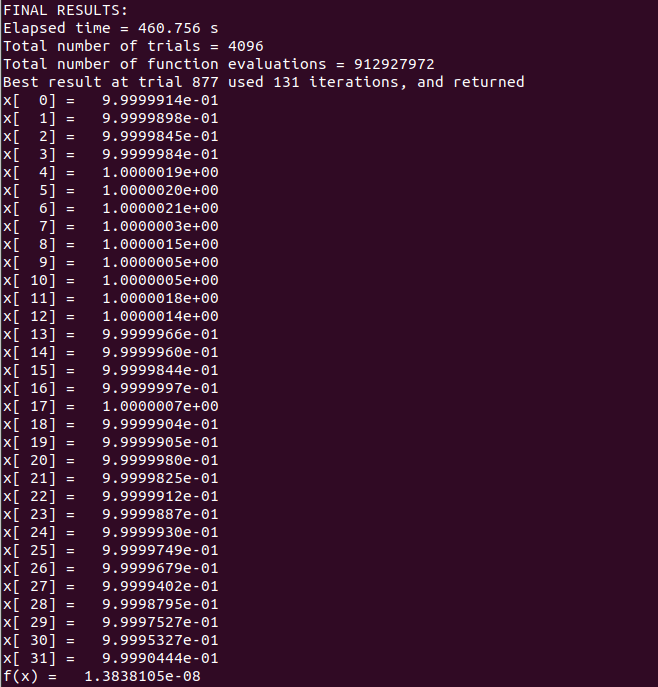 FINAL RESULTS:
Elapsed time = 460.756 s
Total number of trials = 4096
Total number of function evaluations = 912927972
Best result at trial 877 used 131 iterations, and returned
x[  0] =   9.9999914e-01
x[  1] =   9.9999898e-01
x[  2] =   9.9999845e-01
x[  3] =   9.9999984e-01
x[  4] =   1.0000019e+00
x[  5] =   1.0000020e+00
x[  6] =   1.0000021e+00
x[  7] =   1.0000003e+00
x[  8] =   1.0000015e+00
x[  9] =   1.0000005e+00
x[ 10] =   1.0000005e+00
x[ 11] =   1.0000018e+00
x[ 12] =   1.0000014e+00
x[ 13] =   9.9999966e-01
x[ 14] =   9.9999960e-01
x[ 15] =   9.9999844e-01
x[ 16] =   9.9999997e-01
x[ 17] =   1.0000007e+00
x[ 18] =   9.9999904e-01
x[ 19] =   9.9999905e-01
x[ 20] =   9.9999980e-01
x[ 21] =   9.9999825e-01
x[ 22] =   9.9999912e-01
x[ 23] =   9.9999887e-01
x[ 24] =   9.9999930e-01
x[ 25] =   9.9999749e-01
x[ 26] =   9.9999679e-01
x[ 27] =   9.9999402e-01
x[ 28] =   9.9998795e-01
x[ 29] =   9.9997527e-01
x[ 30] =   9.9995327e-01
x[ 31] =   9.9990444e-01
f(x) =   1.3838105e-08